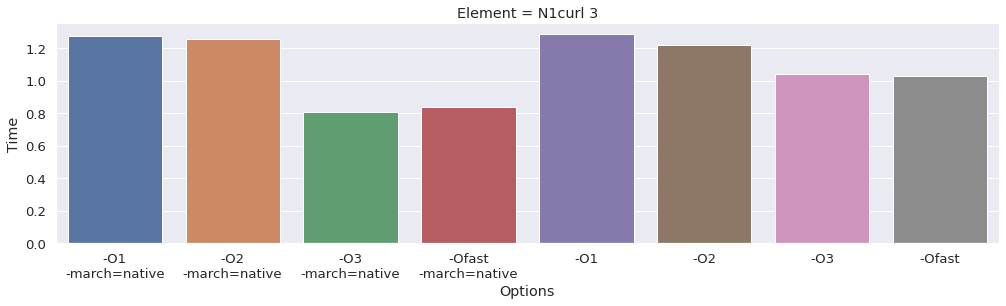 Element = N1curl 3
Time
1.2
1.0
0.8
0.6
0.4
0.2
0.0
-O1
-march=native
-O2
-march=native
-O3
-march=native
-Ofast
-march=native
-O1
-O2
-O3
-Ofast
Options